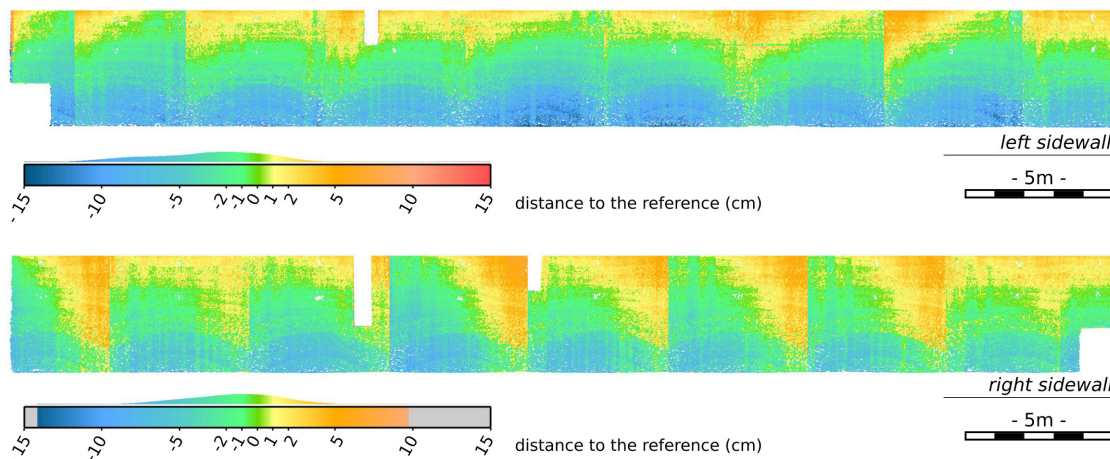 left sidewall
- 5m -
-15 -10 -5 -2 -1 0 1 2 5 10 15
distance to the reference (cm)
right sidewall
- 5m -
-15 -10 -5 -2 -1 0 1 2 5 10 15
distance to the reference (cm)